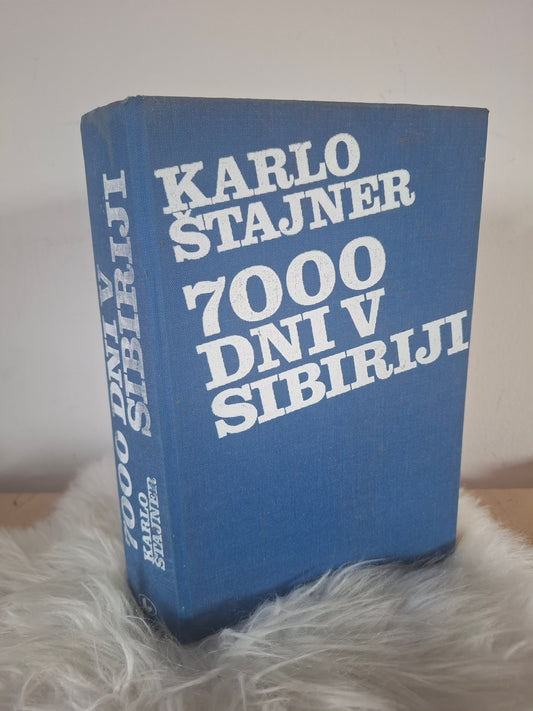 KARLO
ŠTAJNER
7000
DNI V
SIBIRIJI
7000 DNI V
SIBIRIJI
KARLO
ŠTAJNER